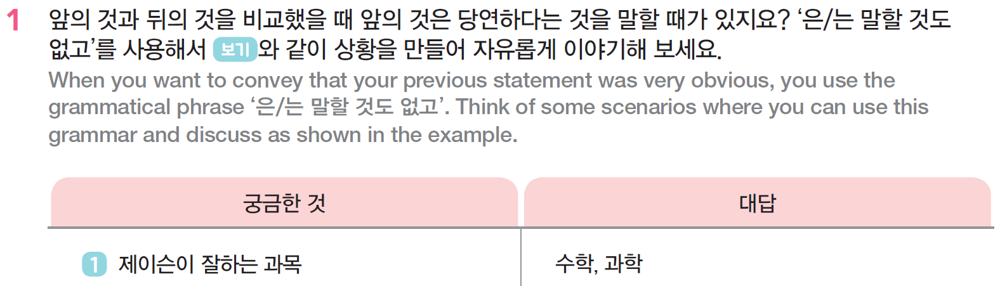 1 앞의 것과 뒤의 것을 비교했을 때 앞의 것은 당연하다는 것을 말할 때가 있지요? ‘은/는 말할 것도
없고’를 사용해서 보기와 같이 상황을 만들어 자유롭게 이야기해 보세요.
When you want to convey that your previous statement was very obvious, you use the
grammatical phrase ‘은/는 말할 것도 없고’. Think of some scenarios where you can use this
grammar and discuss as shown in the example.
궁금한 것 대답
1 제이슨이 잘하는 과목 수학, 과학